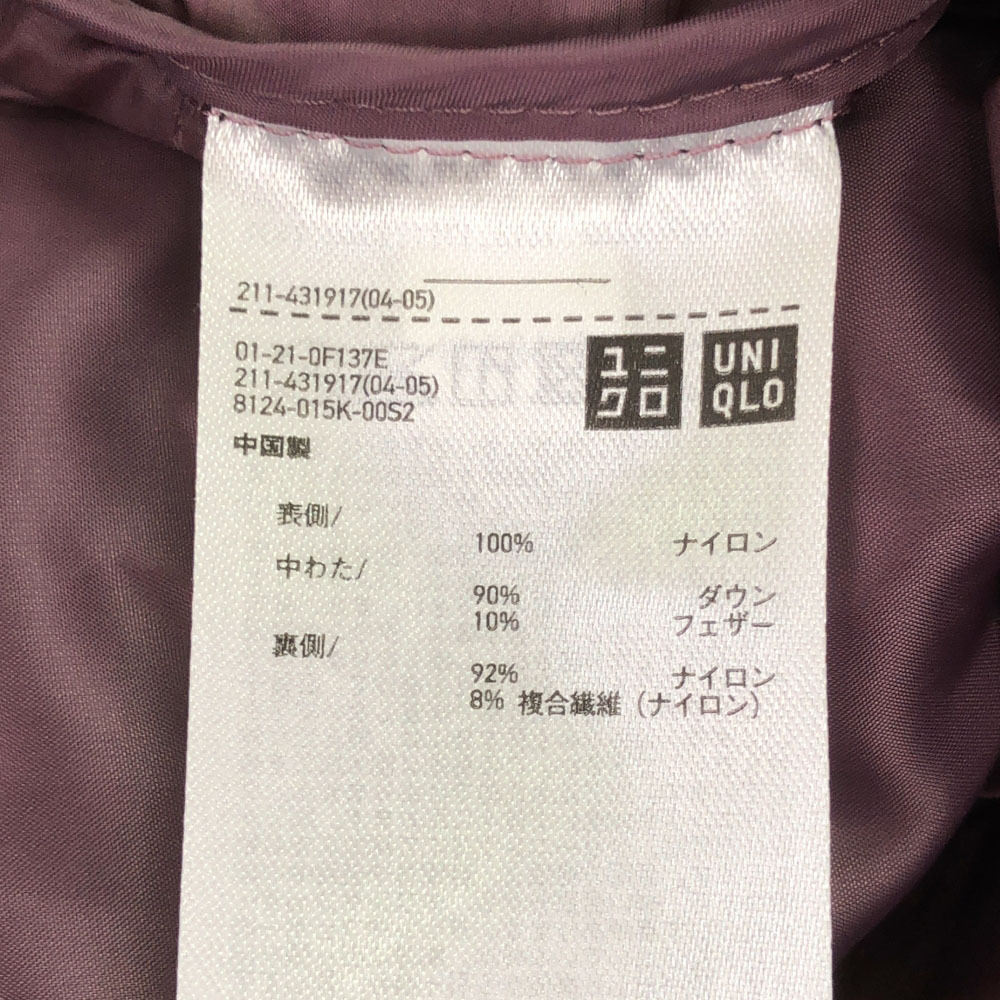 211-431917(04-05)
01-21-0F137E
211-431917(04-05)
8124-015K-00S2
中国製
ユニ
クロ
UNI
QLO
表側/
100% ナイロン
中わた/
90% ダウン
10% フェザー
裏側/
92% ナイロン
8% 複合繊維（ナイロン）